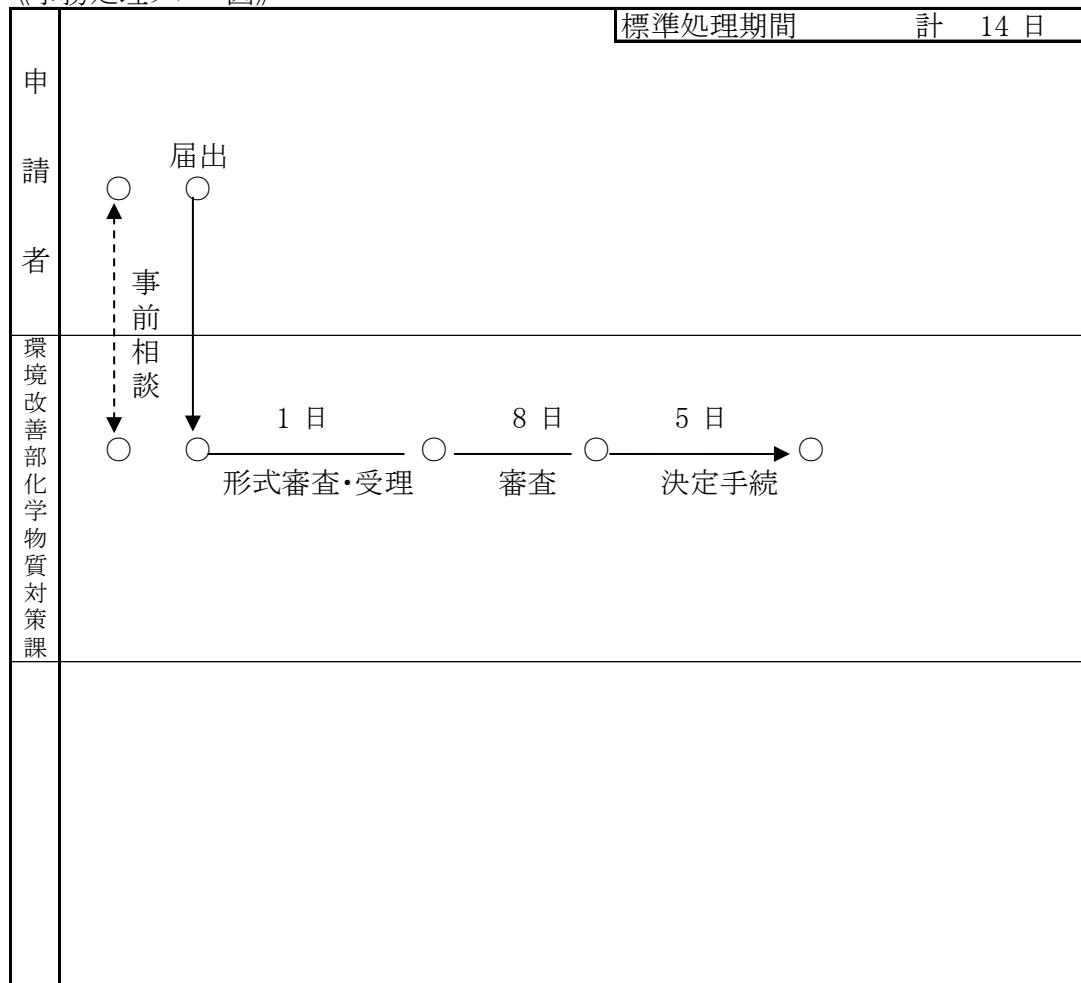 標準処理期間 計 14 日
申請者
届出
○ ○
事前相談
環境改善部化学物質対策課
1 日 8 日 5 日
○ ○ ○ ○ ○
形式審査・受理 審査 決定手続